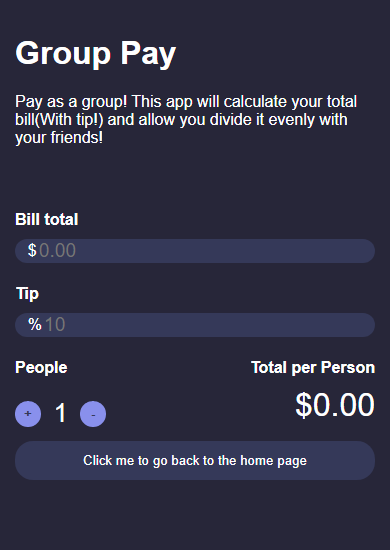 Group Pay
Pay as a group! This app will calculate your total
bill(With tip!) and allow you divide it evenly with
your friends!
Bill total
$0.00
Tip
%10
People
Total per Person
+ 1 -
$0.00
Click me to go back to the home page